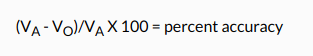 (VA - VO)/VA X 100 = percent accuracy